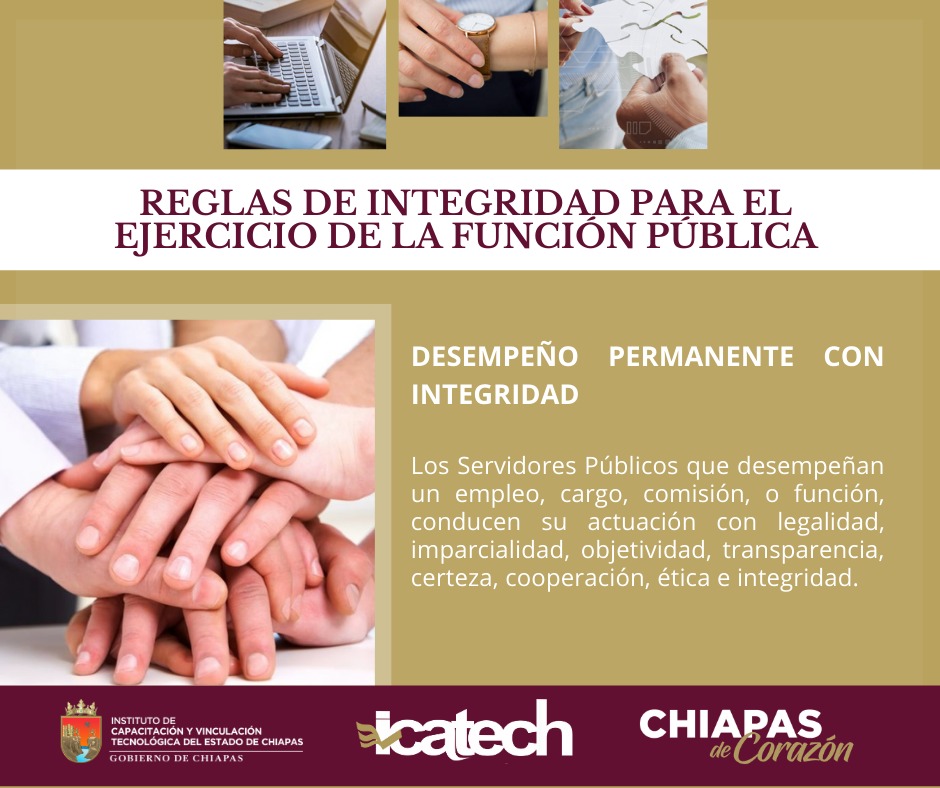 REGLAS DE INTEGRIDAD PARA EL
EJERCICIO DE LA FUNCIÓN PÚBLICA
DESEMPEÑO PERMANENTE CON
INTEGRIDAD
Los Servidores Públicos que desempeñan
un empleo, cargo, comisión, o función,
conducen su actuación con legalidad,
imparcialidad, objetividad, transparencia,
certeza, cooperación, ética e integridad.
INSTITUTO DE
CAPACITACIÓN Y VINCULACIÓN
TECNOLÓGICA DEL ESTADO DE CHIAPAS
GOBIERNO DE CHIAPAS
icatech
CHIAPAS
de Corazón